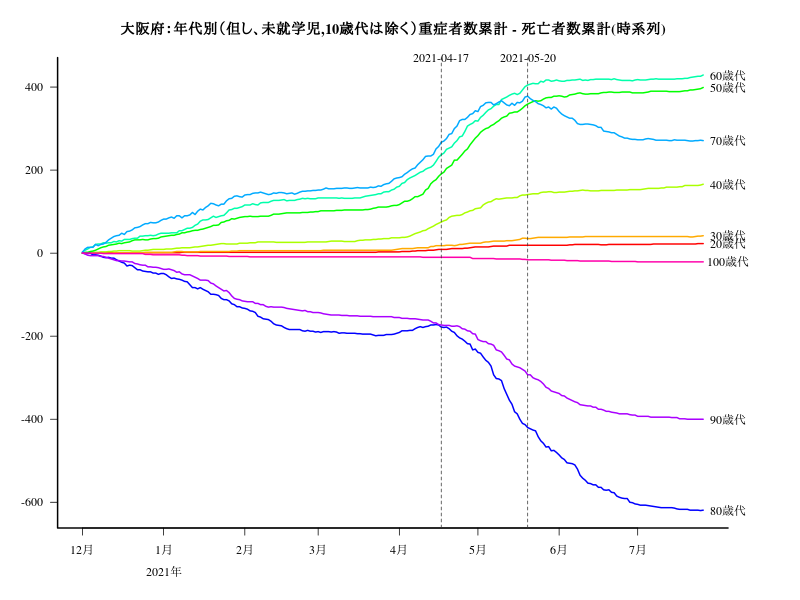 大阪府：年代別（但し、未就学児,10歳代は除く）重症者数累計 - 死亡者数累計(時系列)
2021-04-17
2021-05-20
400
200
0
-200
-400
-600
60歳代
50歳代
70歳代
40歳代
30歳代
20歳代
100歳代
90歳代
80歳代
12月
1月
2月
3月
4月
5月
6月
7月
2021年